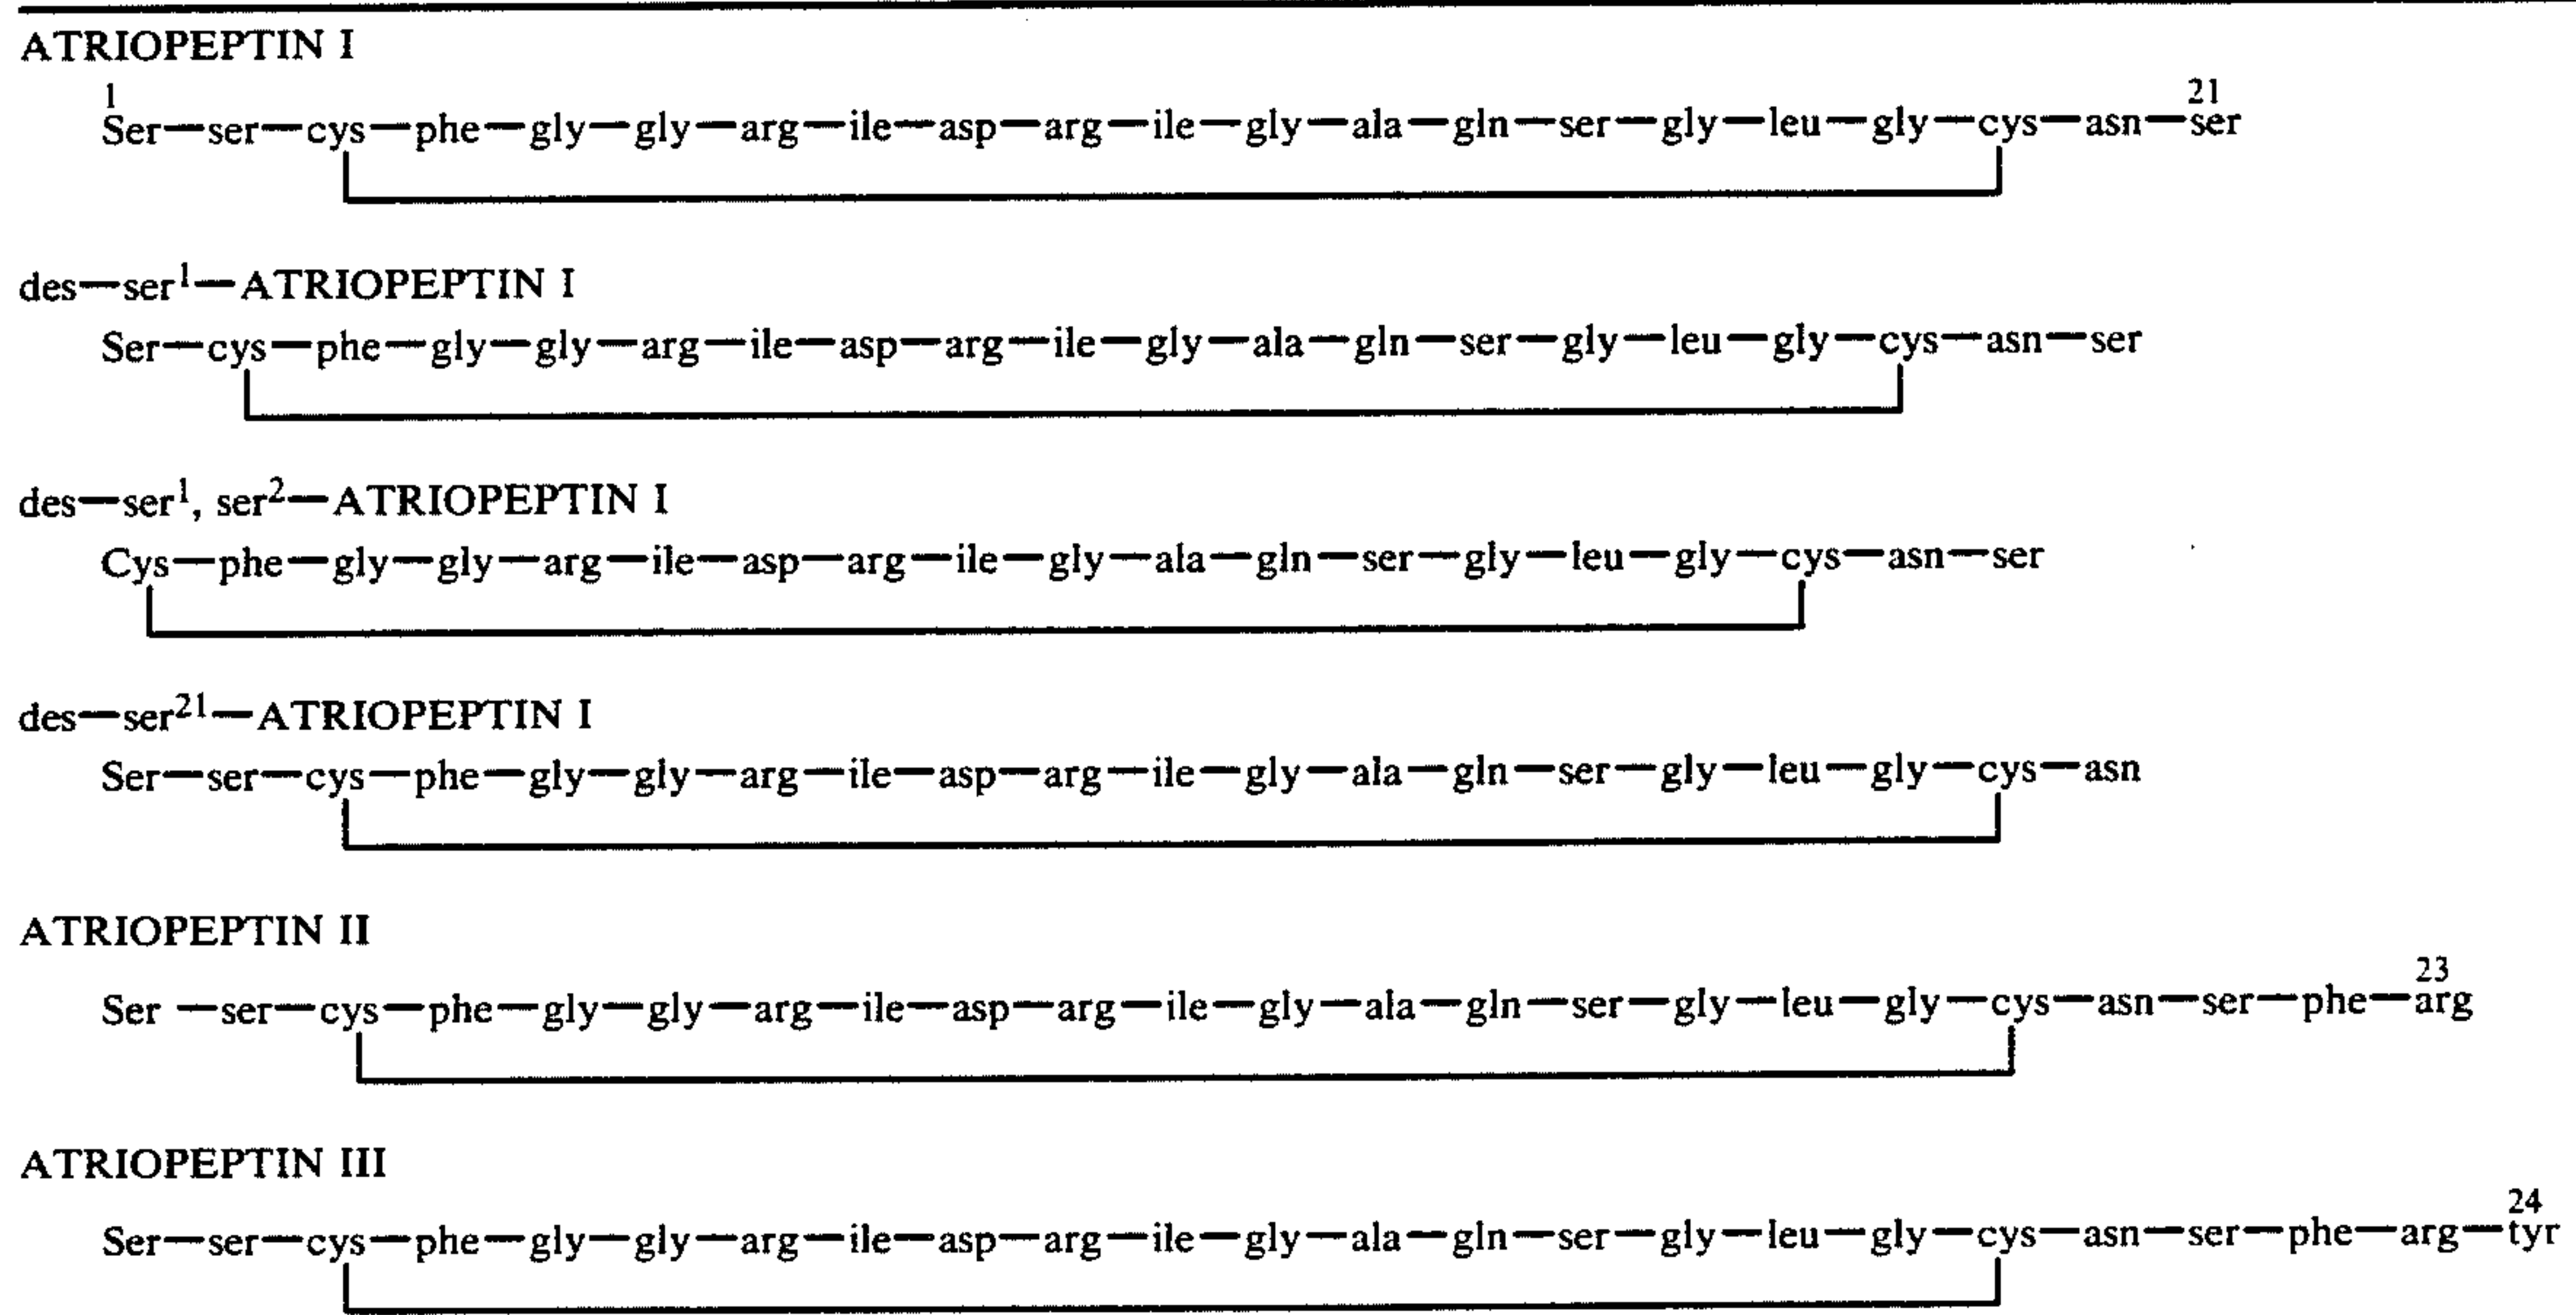 ATRIOPEPTIN I
1 21
Ser—ser—cys—phe—gly—gly—arg—ile—asp—arg—ile—gly—ala—gln—ser—gly—leu—gly—cys—asn—ser
des—ser1—ATRIOPEPTIN I
Ser—cys—phe—gly—gly—arg—ile—asp—arg—ile—gly—ala—gln—ser—gly—leu—gly—cys—asn—ser
des—ser1, ser2—ATRIOPEPTIN I
Cys—phe—gly—gly—arg—ile—asp—arg—ile—gly—ala—gln—ser—gly—leu—gly—cys—asn—ser
des—ser21—ATRIOPEPTIN I
Ser—ser—cys—phe—gly—gly—arg—ile—asp—arg—ile—gly—ala—gln—ser—gly—leu—gly—cys—asn
ATRIOPEPTIN II
23
Ser —ser—cys—phe—gly—gly—arg—ile—asp—arg—ile—gly—ala—gln—ser—gly—leu—gly—cys—asn—ser—phe—arg
ATRIOPEPTIN III
24
Ser—ser—cys—phe—gly—gly—arg—ile—asp—arg—ile—gly—ala—gln—ser—gly—leu—gly—cys—asn—ser—phe—arg—tyr